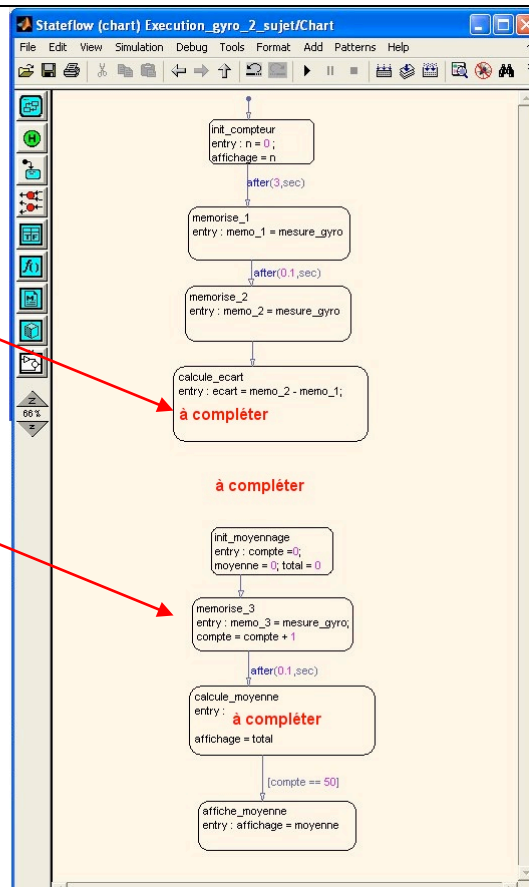 Stateflow (chart) Execution_gyro_2_sujet/Chart
File Edit View Simulation Debug Tools Format Add Patterns Help
init_compteur
entry : n = 0 ;
affichage = n
after(3,sec)
memorise_1
entry : memo_1 = mesure_gyro
after(0.1,sec)
memorise_2
entry : memo_2 = mesure_gyro
calcule_ecart
entry : ecart = memo_2 - memo_1;
à compléter
66 %
à compléter
init_moyennage
entry : compte =0;
moyenne = 0; total = 0
memorise_3
entry : memo_3 = mesure_gyro;
compte = compte + 1
after(0.1,sec)
calcule_moyenne
entry :
à compléter
affichage = total
[compte == 50]
affiche_moyenne
entry : affichage = moyenne